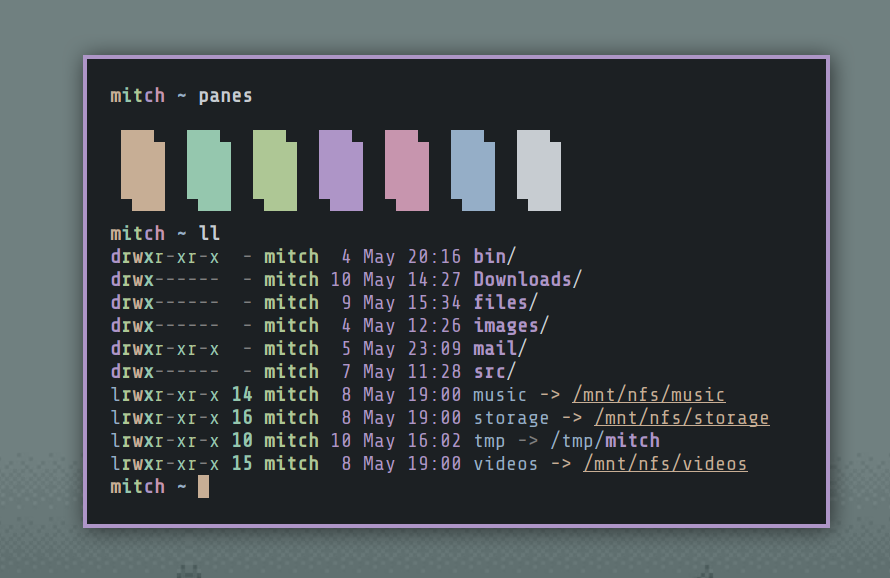 mitch ~ panes
mitch ~ ll
drwxr-xr-x  - mitch  4 May 20:16 bin/
drwx------  - mitch 10 May 14:27 Downloads/
drwx------  - mitch  9 May 15:34 files/
drwx------  - mitch  4 May 12:26 images/
drwxr-xr-x  - mitch  5 May 23:09 mail/
drwx------  - mitch  7 May 11:28 src/
lrwxr-xr-x 14 mitch  8 May 19:00 music -> /mnt/nfs/music
lrwxr-xr-x 16 mitch  8 May 19:00 storage -> /mnt/nfs/storage
lrwxr-xr-x 10 mitch 10 May 16:02 tmp -> /tmp/mitch
lrwxr-xr-x 15 mitch  8 May 19:00 videos -> /mnt/nfs/videos
mitch ~